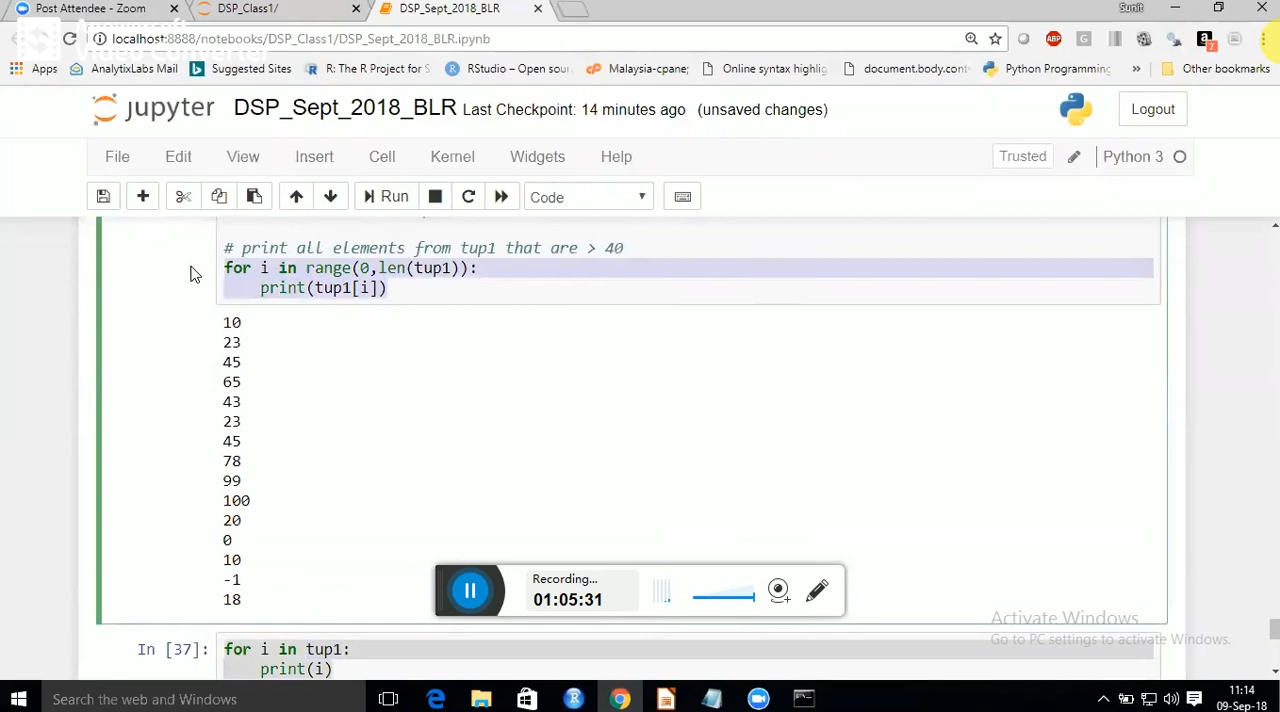 Post Attendee - Zoom
DSP_Class1/
DSP_Sept_2018_BLR
Sunit
localhost:8888/notebooks/DSP_Class1/DSP_Sept_2018_BLR.ipynb
ABP
G
a
7
Apps
AnalytixLabs Mail
Suggested Sites
R: The R Project for S
RStudio – Open sour
Malaysia-cpane;
Online syntax highlig
document.body.cont
Python Programming
»
Other bookmarks
jupyter DSP_Sept_2018_BLR Last Checkpoint: 14 minutes ago (unsaved changes)
Logout
File Edit View Insert Cell Kernel Widgets Help
Trusted
Python 3
Run
Code
# print all elements from tup1 that are > 40
for i in range(0,len(tup1)):
print(tup1[i])
10
23
45
65
43
23
45
78
99
100
20
0
10
-1
18
Recording...
01:05:31
Activate Windows
Go to PC settings to activate Windows.
In [37]: for i in tup1:
print(i)
Search the web and Windows
11:14
09-Sep-18